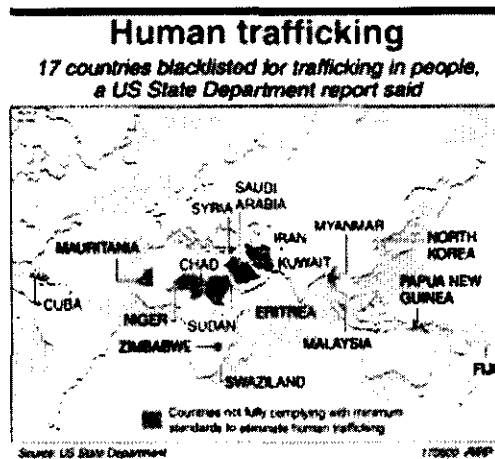 Human trafficking
17 countries blacklisted for trafficking in people,
a US State Department report said
SAUDI
ARABIA
SYRIA
IRAN
MYANMAR
NORTH
KOREA
MAURITANIA
CHAD
KUWAIT
PAPUA NEW
GUINEA
CUBA
NIGER
SUDAN
ERITREA
ZIMBABWE
MALAYSIA
SWAZILAND
FIJI
Countries not fully complying with minimum
standards to eliminate human trafficking
Source: US State Department